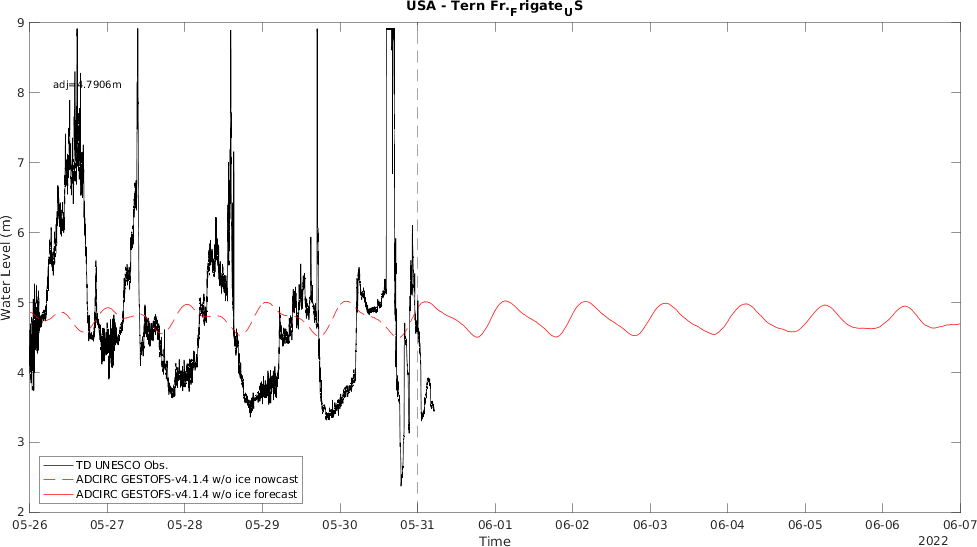 USA - Tern Fr.FrigateUS
9
8
7
6
5
4
3
2
Water Level (m)
adj=4.7906m
TD UNESCO Obs.
ADCIRC GESTOFS-v4.1.4 w/o ice nowcast
ADCIRC GESTOFS-v4.1.4 w/o ice forecast
05-26 05-27 05-28 05-29 05-30 05-31 06-01 06-02 06-03 06-04 06-05 06-06 06-07
Time
2022